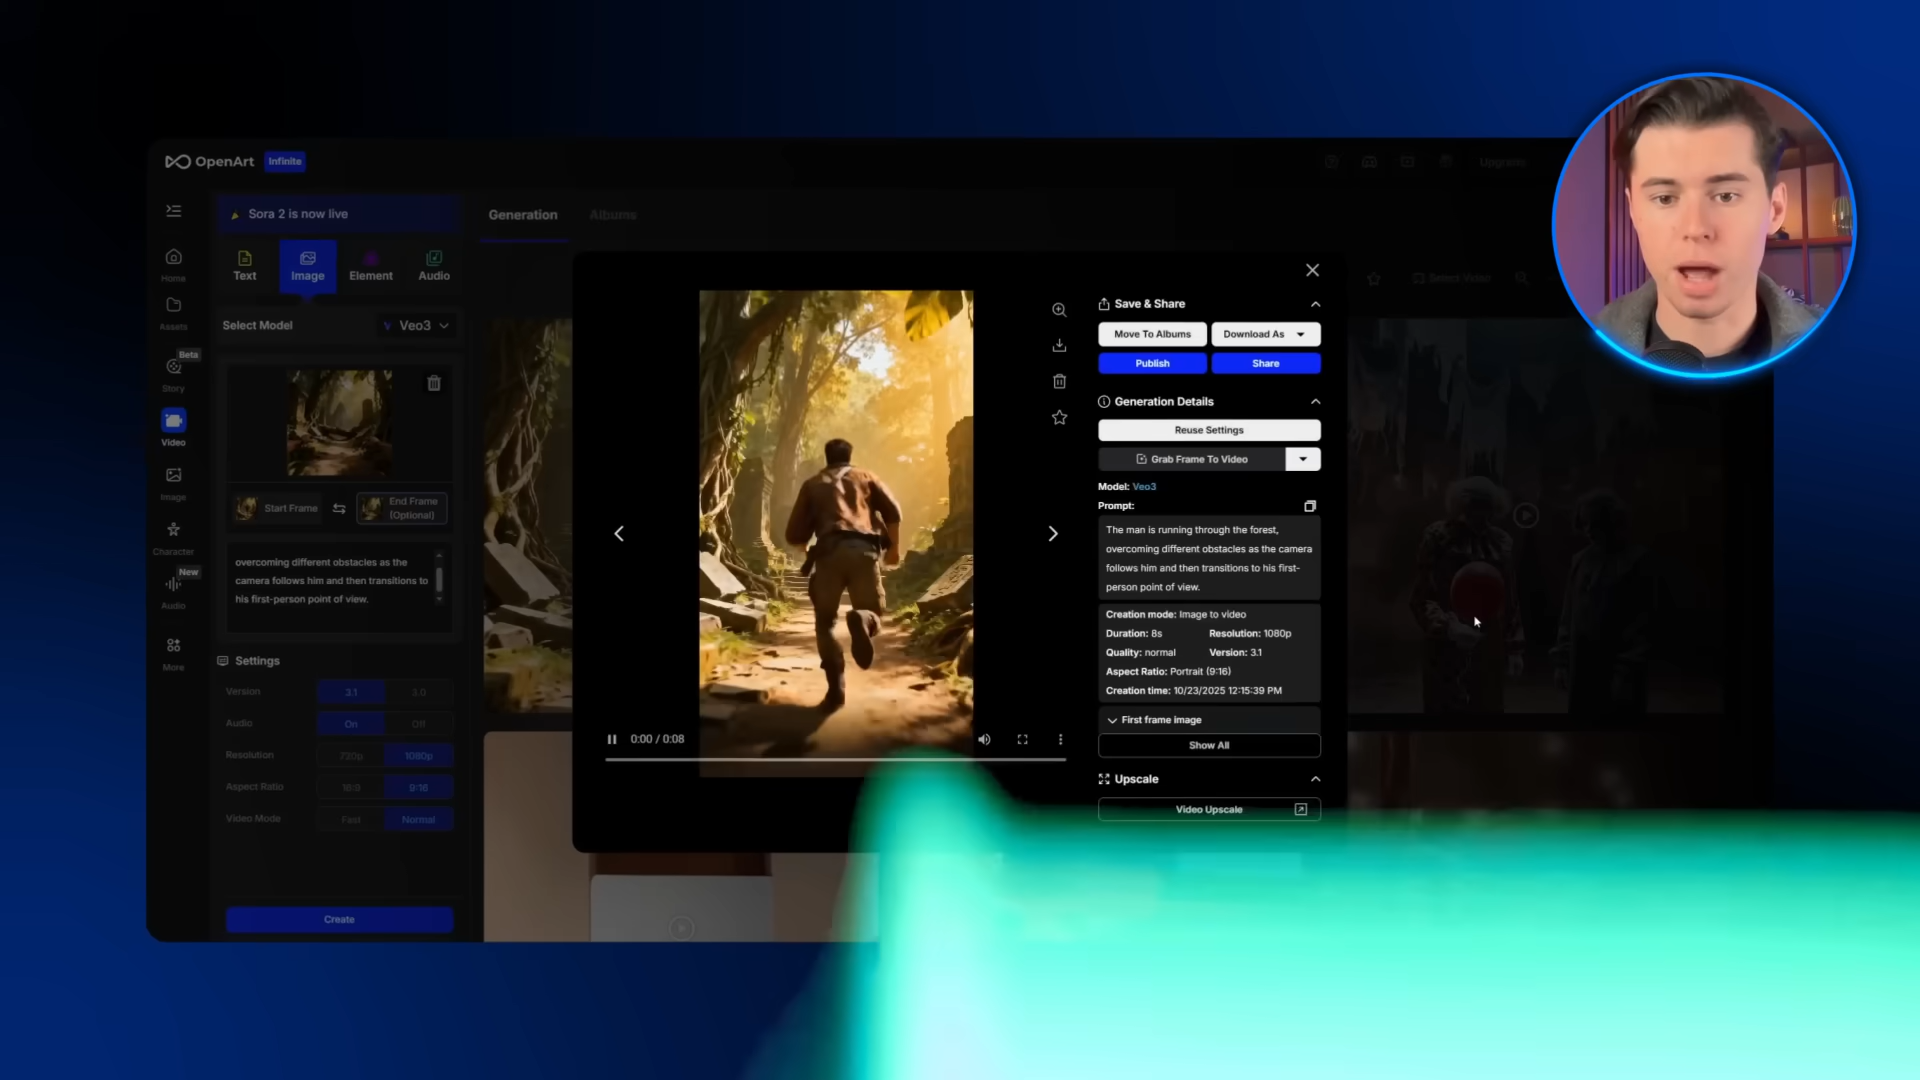 OpenArt Infinite
Upgrade
Sora 2 is now live
Generation Albums
Text Image Element Audio
Home
Assets
Beta
Story
Video
Image
Character
New
Audio
More
Select Model Veo3
Select Video
Start Frame
End Frame
(Optional)
overcoming different obstacles as the
camera follows him and then transitions to
his first-person point of view.
Settings
Version 3.1 3.0
Audio On Off
Resolution 720p 1080p
Aspect Ratio 16:9 9:16
Video Mode Fast Normal
Create
0:00 / 0:08
Save & Share
Move To Albums Download As
Publish Share
Generation Details
Reuse Settings
Grab Frame To Video
Model: Veo3
Prompt:
The man is running through the forest,
overcoming different obstacles as the camera
follows him and then transitions to his first-
person point of view.
Creation mode: Image to video
Duration: 8s Resolution: 1080p
Quality: normal Version: 3.1
Aspect Ratio: Portrait (9:16)
Creation time: 10/23/2025 12:15:39 PM
First frame image
Show All
Upscale
Video Upscale